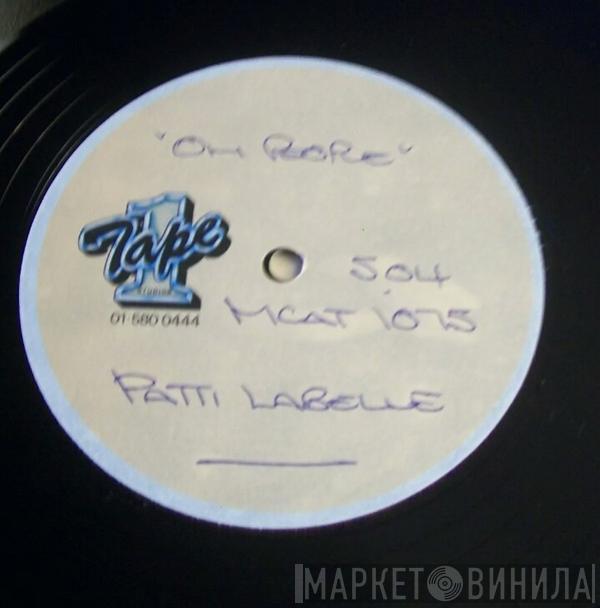 "OH PEOPLE"
Tape 1
STUDIOS
01-580 0444
5.04
MCAT 1075
PATTI LABELLE
МАРКЕТ ВИНИЛА